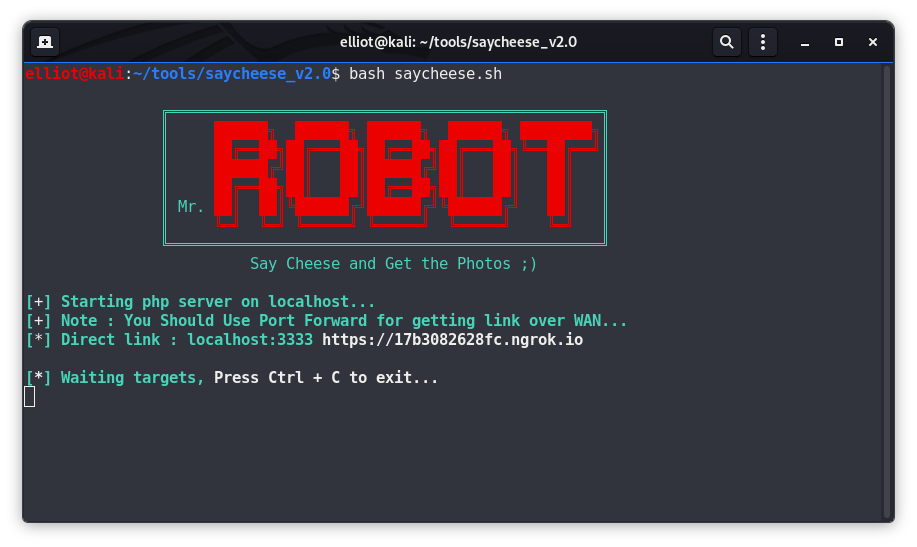 elliot@kali: ~/tools/saycheese_v2.0
elliot@kali:~/tools/saycheese_v2.0$ bash saycheese.sh
Mr. ROBOT
Say Cheese and Get the Photos ;)
[+] Starting php server on localhost...
[+] Note : You Should Use Port Forward for getting link over WAN...
[*] Direct link : localhost:3333 https://17b3082628fc.ngrok.io
[*] Waiting targets, Press Ctrl + C to exit...